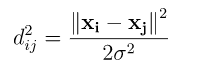 $d_{ij}^2 = \frac{\|\mathbf{x_i} - \mathbf{x_j}\|^2}{2\sigma^2}$